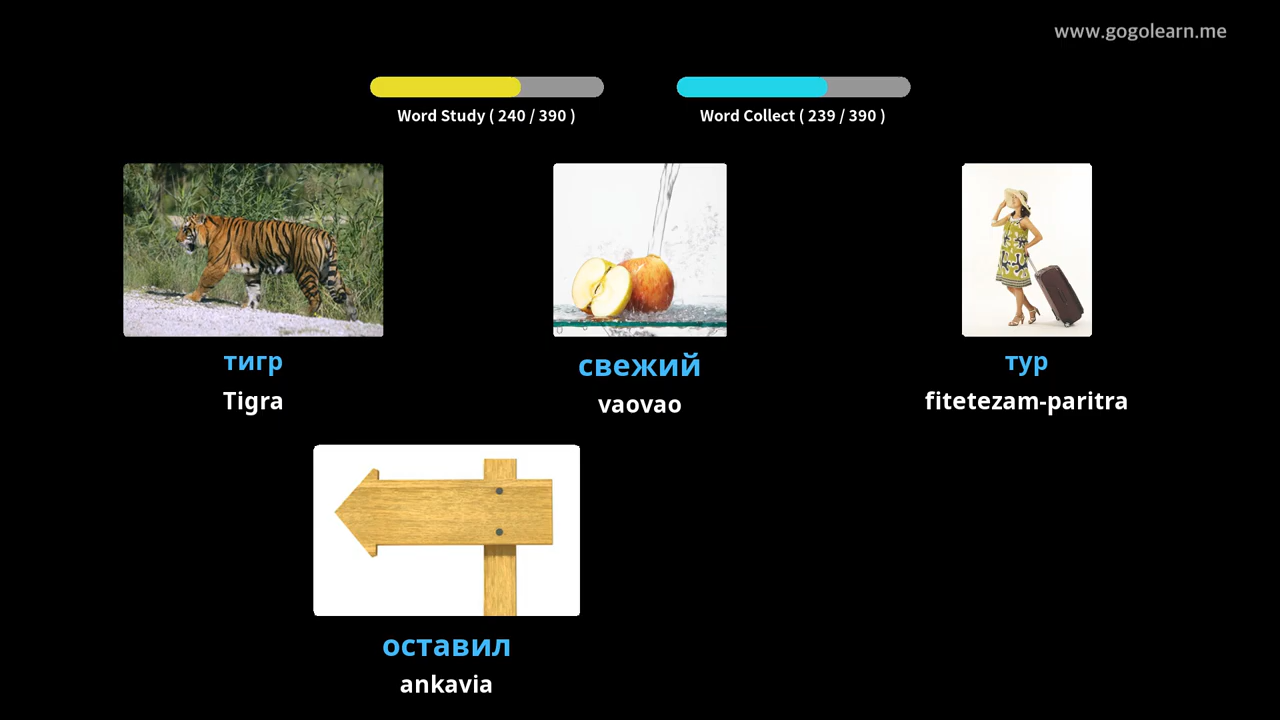 www.gogolearn.me
Word Study ( 240 / 390 )
Word Collect ( 239 / 390 )
тигр
Tigra
свежий
vaovao
тур
fitetezam-paritra
оставил
ankavia